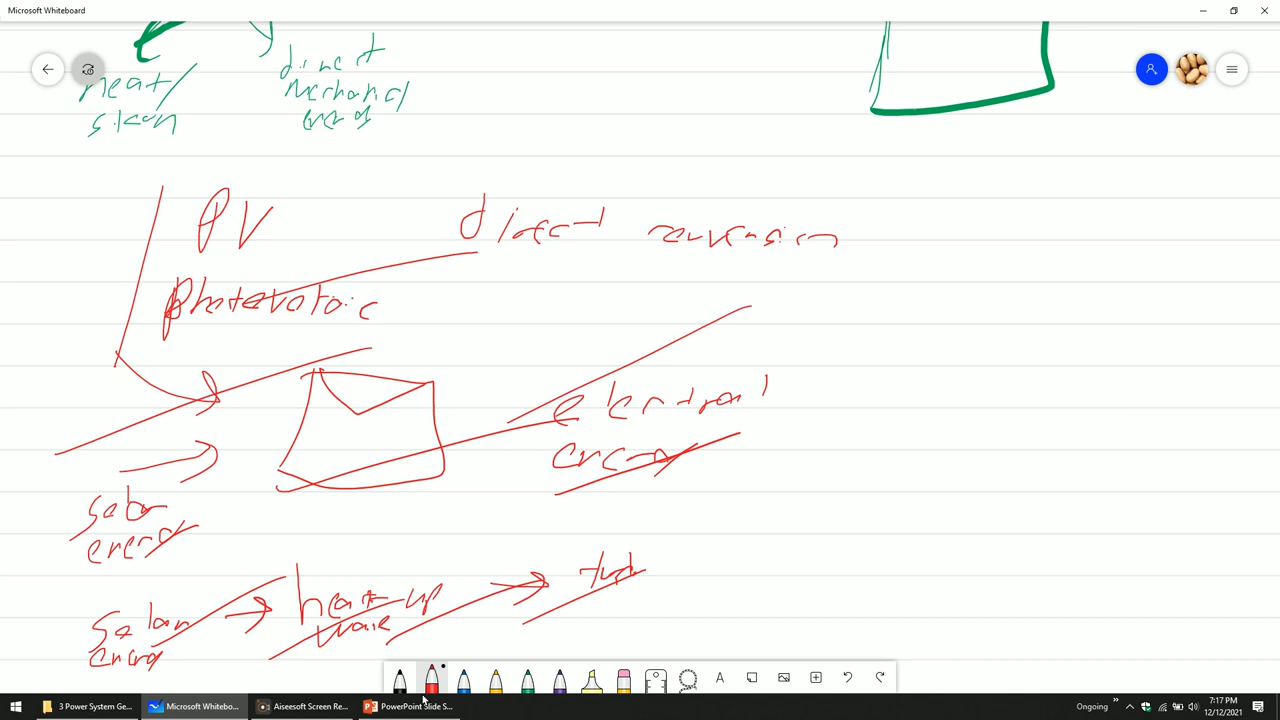 Microsoft Whiteboard
heat/
steam
direct
Mechanical
energy
PV
direct conversion
Photovoltaic
electrical
energy
Solar
energy
heat up
Solar
energy
A
3 Power System Ge...
Microsoft Whitebo...
Aiseesoft Screen Re...
PowerPoint Slide S...
Ongoing
7:17 PM
12/12/2021